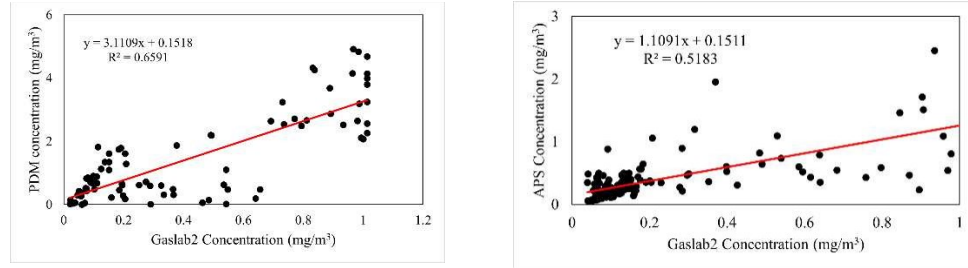 PDM concentration (mg/m³)
6
4
2
0
y = 3.1109x + 0.1518
R² = 0.6591
0 0.2 0.4 0.6 0.8 1 1.2
Gaslab2 Concentration (mg/m³)
APS Concentration (mg/m³)
3
2
1
0
y = 1.1091x + 0.1511
R² = 0.5183
0 0.2 0.4 0.6 0.8 1
Gaslab2 Concentration (mg/m³)